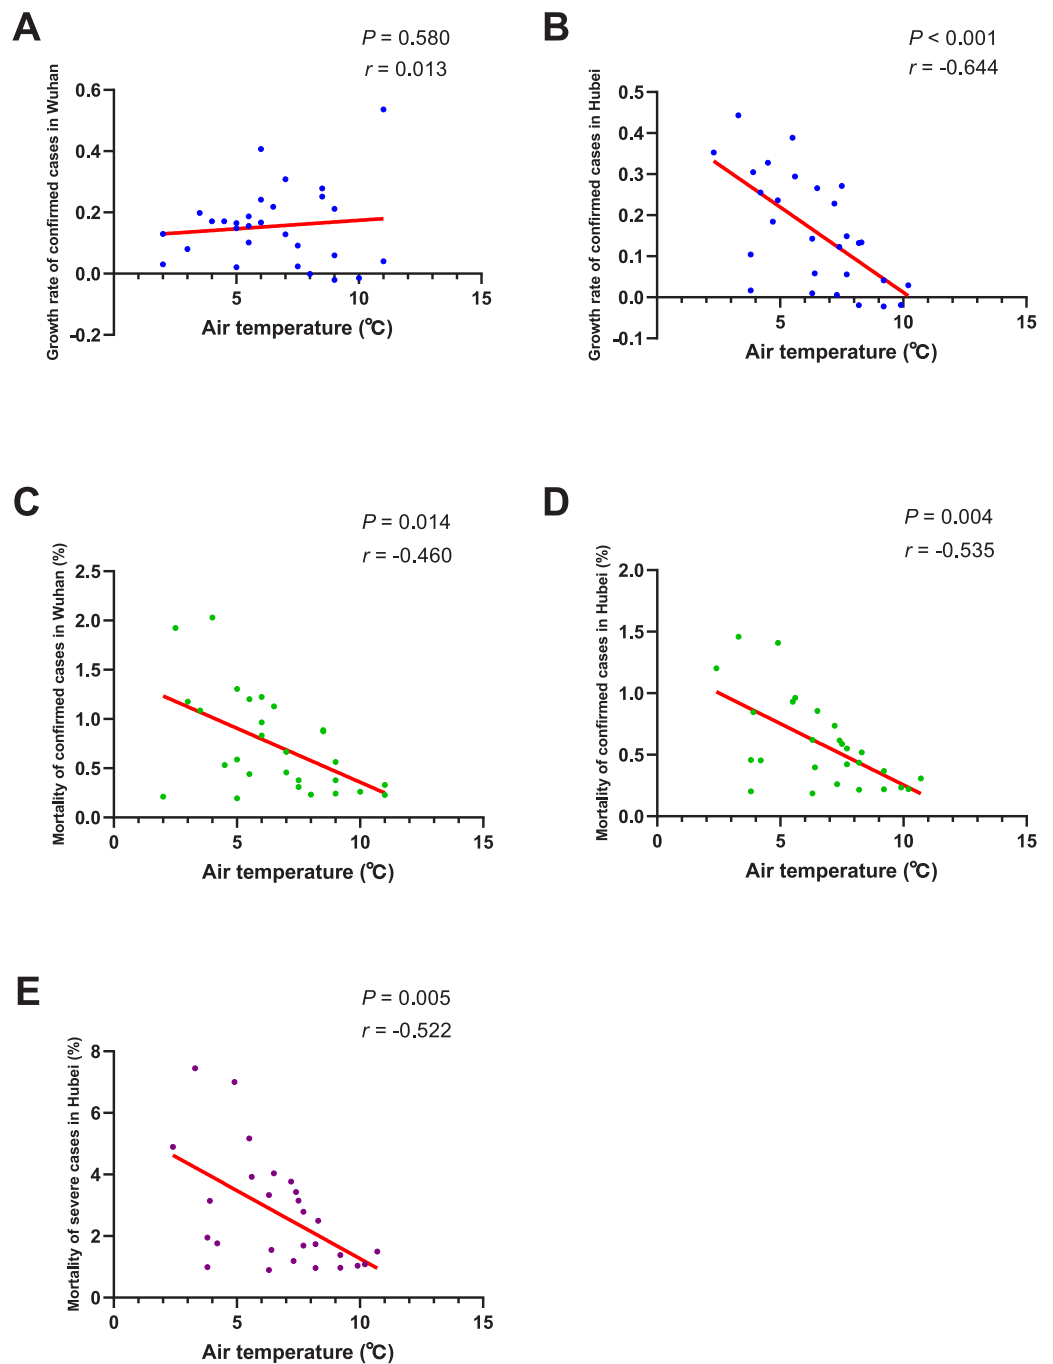 A
P = 0.580
r = 0.013
Growth rate of confirmed cases in Wuhan
0.6
0.4
0.2
0.0
-0.2
5
10
15
Air temperature (℃)
B
P < 0.001
r = -0.644
Growth rate of confirmed cases in Hubei
0.5
0.4
0.3
0.2
0.1
0.0
-0.1
5
10
15
Air temperature (℃)
C
P = 0.014
r = -0.460
Mortality of confirmed cases in Wuhan (%)
2.5
2.0
1.5
1.0
0.5
0.0
0
5
10
15
Air temperature (℃)
D
P = 0.004
r = -0.535
Mortality of confirmed cases in Hubei (%)
2.0
1.5
1.0
0.5
0.0
0
5
10
15
Air temperature (℃)
E
P = 0.005
r = -0.522
Mortality of severe cases in Hubei (%)
8
6
4
2
0
0
5
10
15
Air temperature (℃)